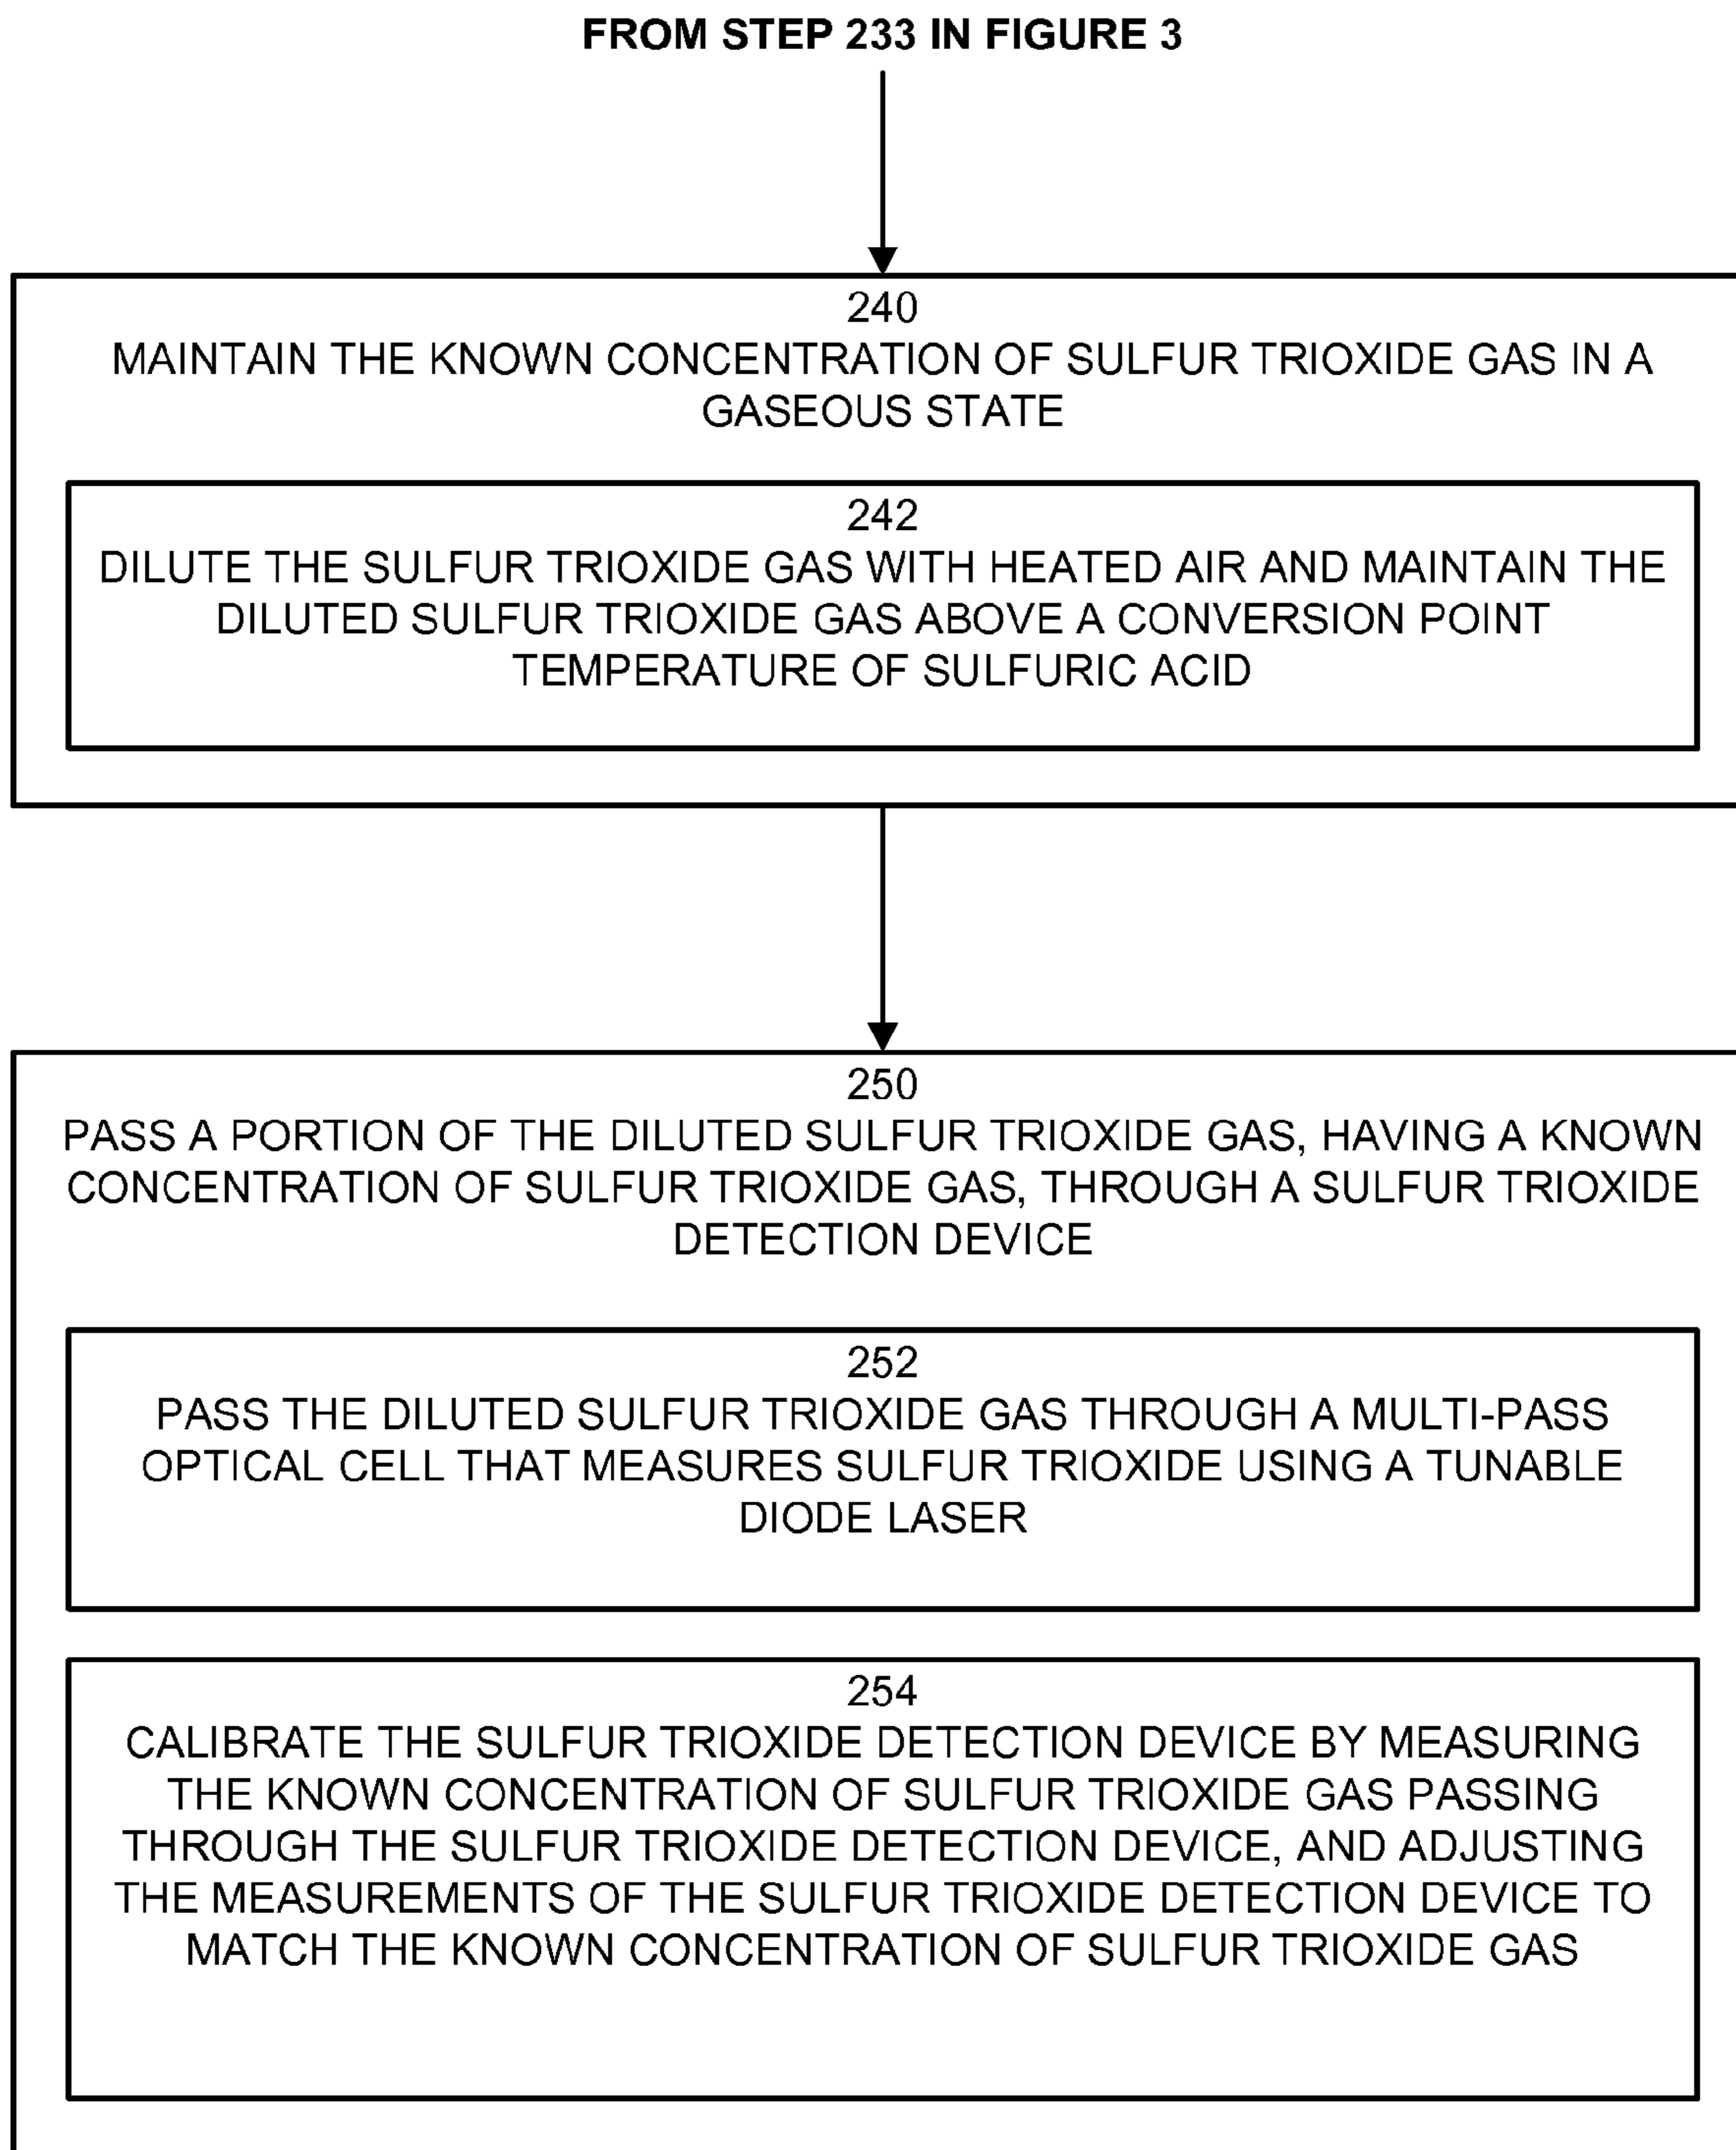 FROM STEP 233 IN FIGURE 3
240
MAINTAIN THE KNOWN CONCENTRATION OF SULFUR TRIOXIDE GAS IN A
GASEOUS STATE
242
DILUTE THE SULFUR TRIOXIDE GAS WITH HEATED AIR AND MAINTAIN THE
DILUTED SULFUR TRIOXIDE GAS ABOVE A CONVERSION POINT
TEMPERATURE OF SULFURIC ACID
250
PASS A PORTION OF THE DILUTED SULFUR TRIOXIDE GAS, HAVING A KNOWN
CONCENTRATION OF SULFUR TRIOXIDE GAS, THROUGH A SULFUR TRIOXIDE
DETECTION DEVICE
252
PASS THE DILUTED SULFUR TRIOXIDE GAS THROUGH A MULTI-PASS
OPTICAL CELL THAT MEASURES SULFUR TRIOXIDE USING A TUNABLE
DIODE LASER
254
CALIBRATE THE SULFUR TRIOXIDE DETECTION DEVICE BY MEASURING
THE KNOWN CONCENTRATION OF SULFUR TRIOXIDE GAS PASSING
THROUGH THE SULFUR TRIOXIDE DETECTION DEVICE, AND ADJUSTING
THE MEASUREMENTS OF THE SULFUR TRIOXIDE DETECTION DEVICE TO
MATCH THE KNOWN CONCENTRATION OF SULFUR TRIOXIDE GAS